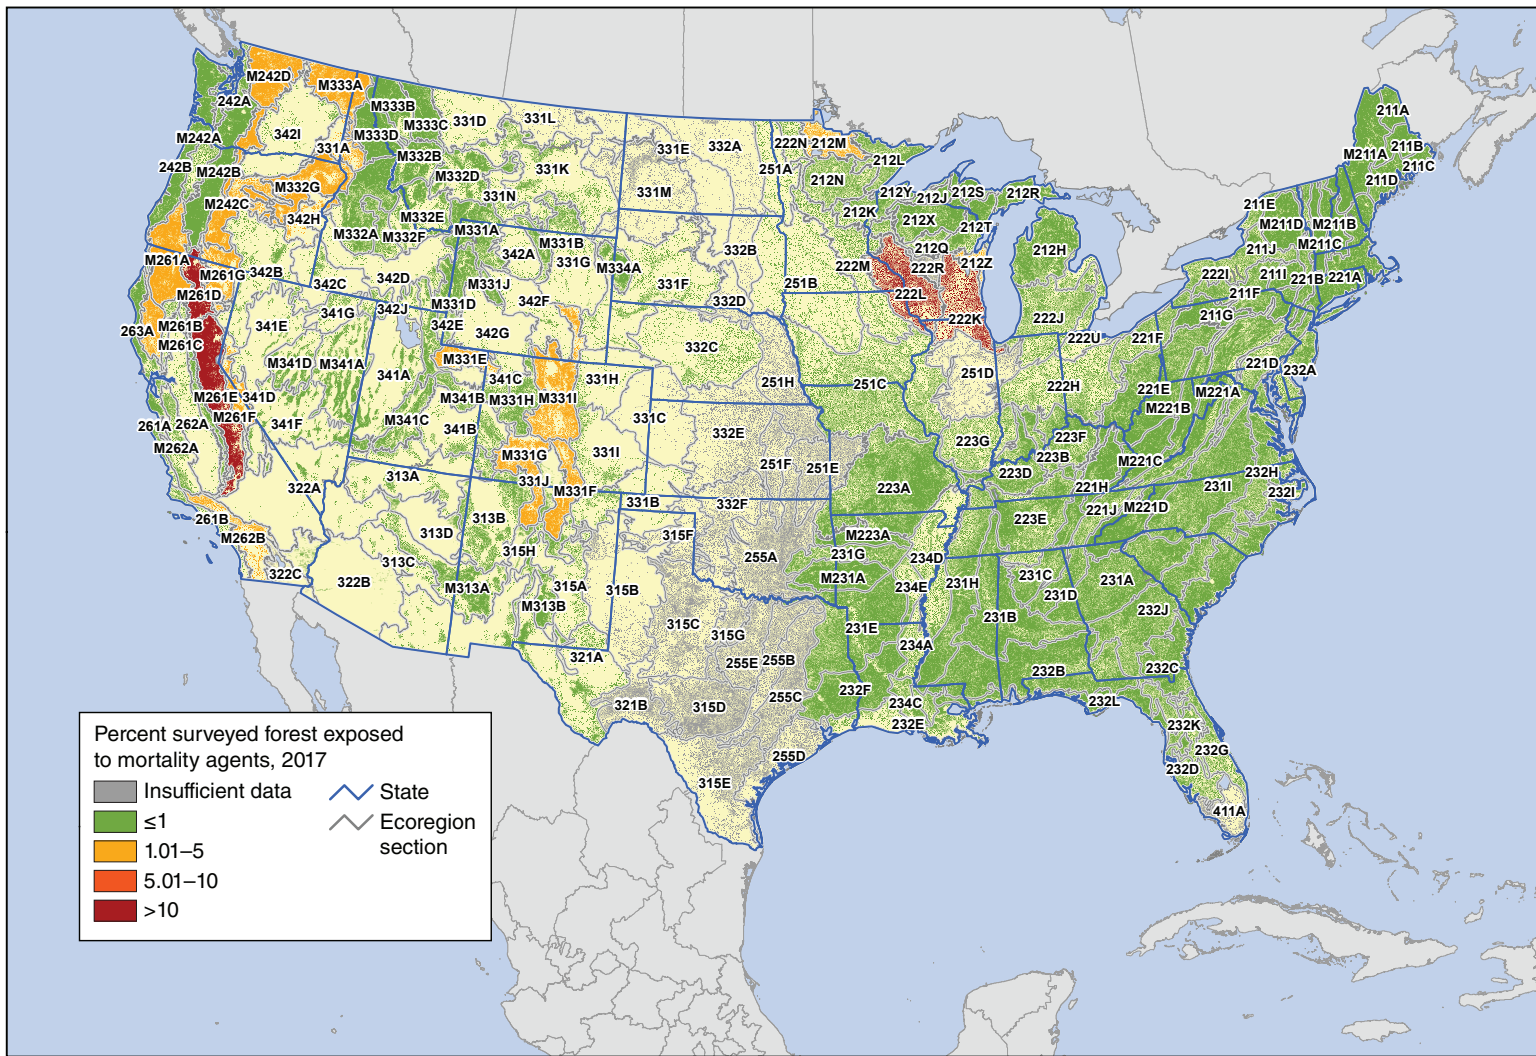 M242D
M333A
242A
M333B
M333C
331D
331L
342I
M333D
M242A
331A
M332B
331K
331E
332A
222N
212M
251A
212L
242B
M242B
M332G
M332D
331N
331M
212N
212Y
212J
212S
212R
M242C
342H
M332E
M332A
M332F
M331A
212K
212X
212T
M331B
342A
331G
M334A
332B
212Q
212H
M261A
M261G
342B
342C
342D
M331J
331F
332D
251B
222M
222R
212Z
222L
M261D
342J
M331D
342F
222K
222J
263A
M261B
M261C
341E
341G
342E
342G
332C
222U
M341D
M341A
341A
M331E
341C
M331H
M331I
331H
251H
251C
251D
222H
M261E
341D
M341B
M261F
341F
M341C
341B
331C
332E
261A
262A
M262A
M331G
331I
251F
251E
223G
223F
223B
223D
322A
313A
331J
M331F
331B
332F
223A
261B
M262B
313B
313D
315H
315F
255A
M223A
231G
234D
223E
221H
221J
M221D
322C
322B
313C
M313A
315A
M313B
315B
M231A
234E
231H
231C
231D
231A
315C
315G
231E
231B
232J
321A
255E
255B
234A
321B
315D
255C
232F
234C
232E
232B
232C
232L
255D
315E
232K
232G
232D
411A
211A
211B
211C
M211A
211D
211E
M211D
M211B
M211C
211J
222I
211I
221B
221A
211F
211G
221F
221D
232A
221E
M221A
M221B
M221C
232H
231I
232I
Percent surveyed forest exposed
to mortality agents, 2017
Insufficient data
≤1
1.01–5
5.01–10
>10
State
Ecoregion
section